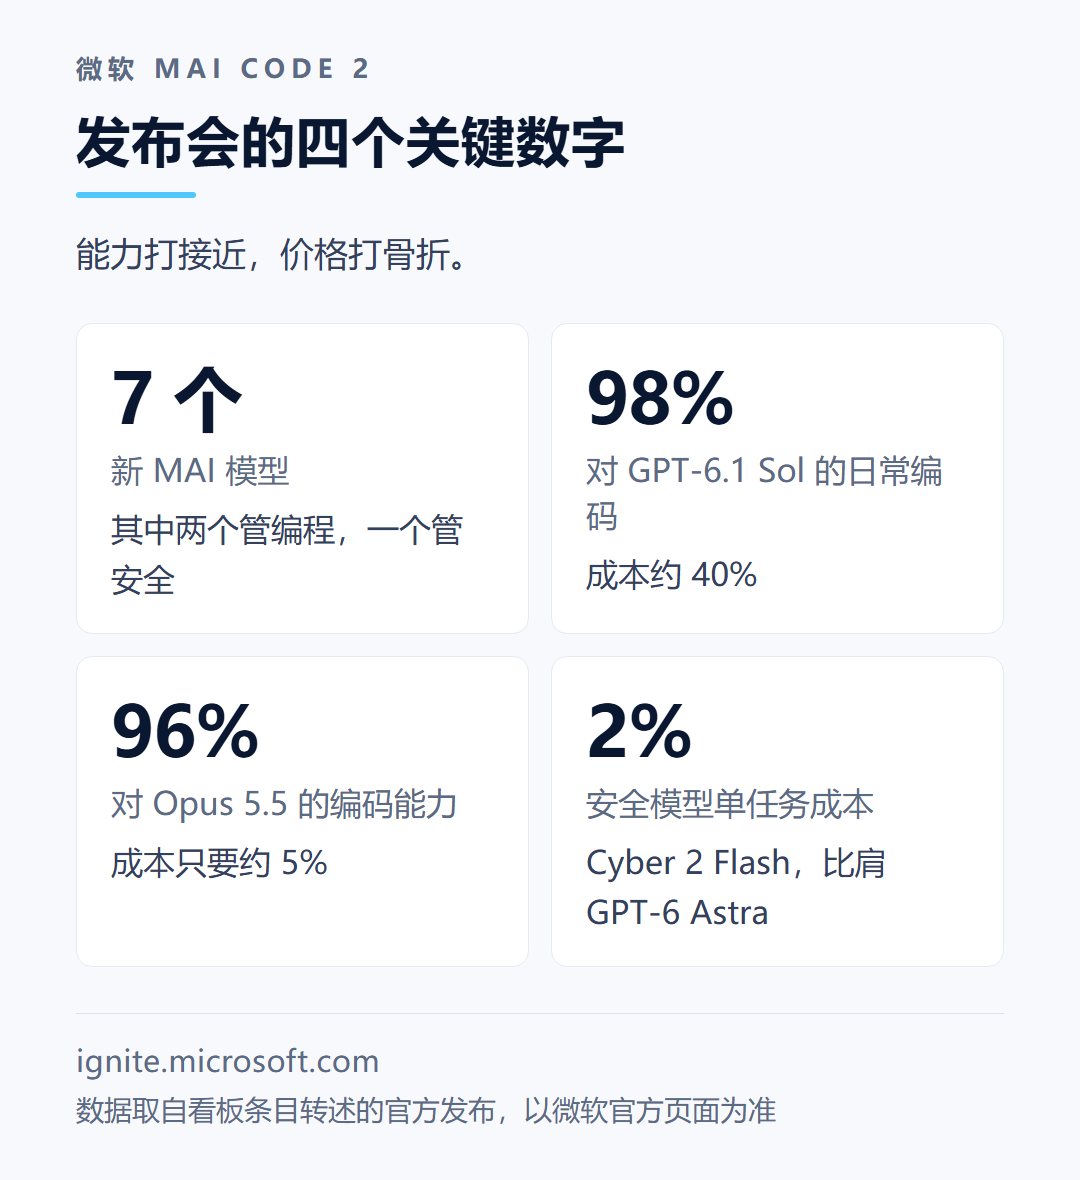 微软 MAI CODE 2
发布会的四个关键数字
能力打接近，价格打骨折。
7 个
新 MAI 模型
其中两个管编程，一个管
安全
98%
对 GPT-6.1 Sol 的日常编
码
成本约 40%
96%
对 Opus 5.5 的编码能力
成本只要约 5%
2%
安全模型单任务成本
Cyber 2 Flash，比肩
GPT-6 Astra
ignite.microsoft.com
数据取自看板条目转述的官方发布，以微软官方页面为准